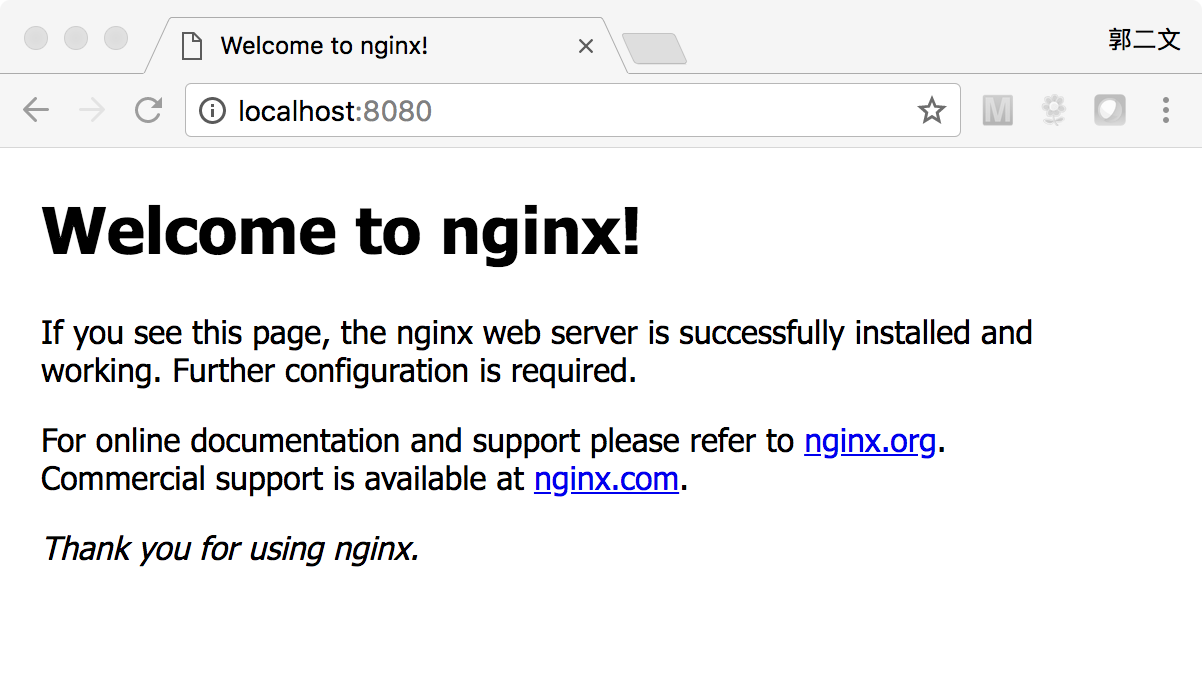 Welcome to nginx!
郭二文
localhost:8080
M
Welcome to nginx!
If you see this page, the nginx web server is successfully installed and
working. Further configuration is required.
For online documentation and support please refer to nginx.org.
Commercial support is available at nginx.com.
Thank you for using nginx.